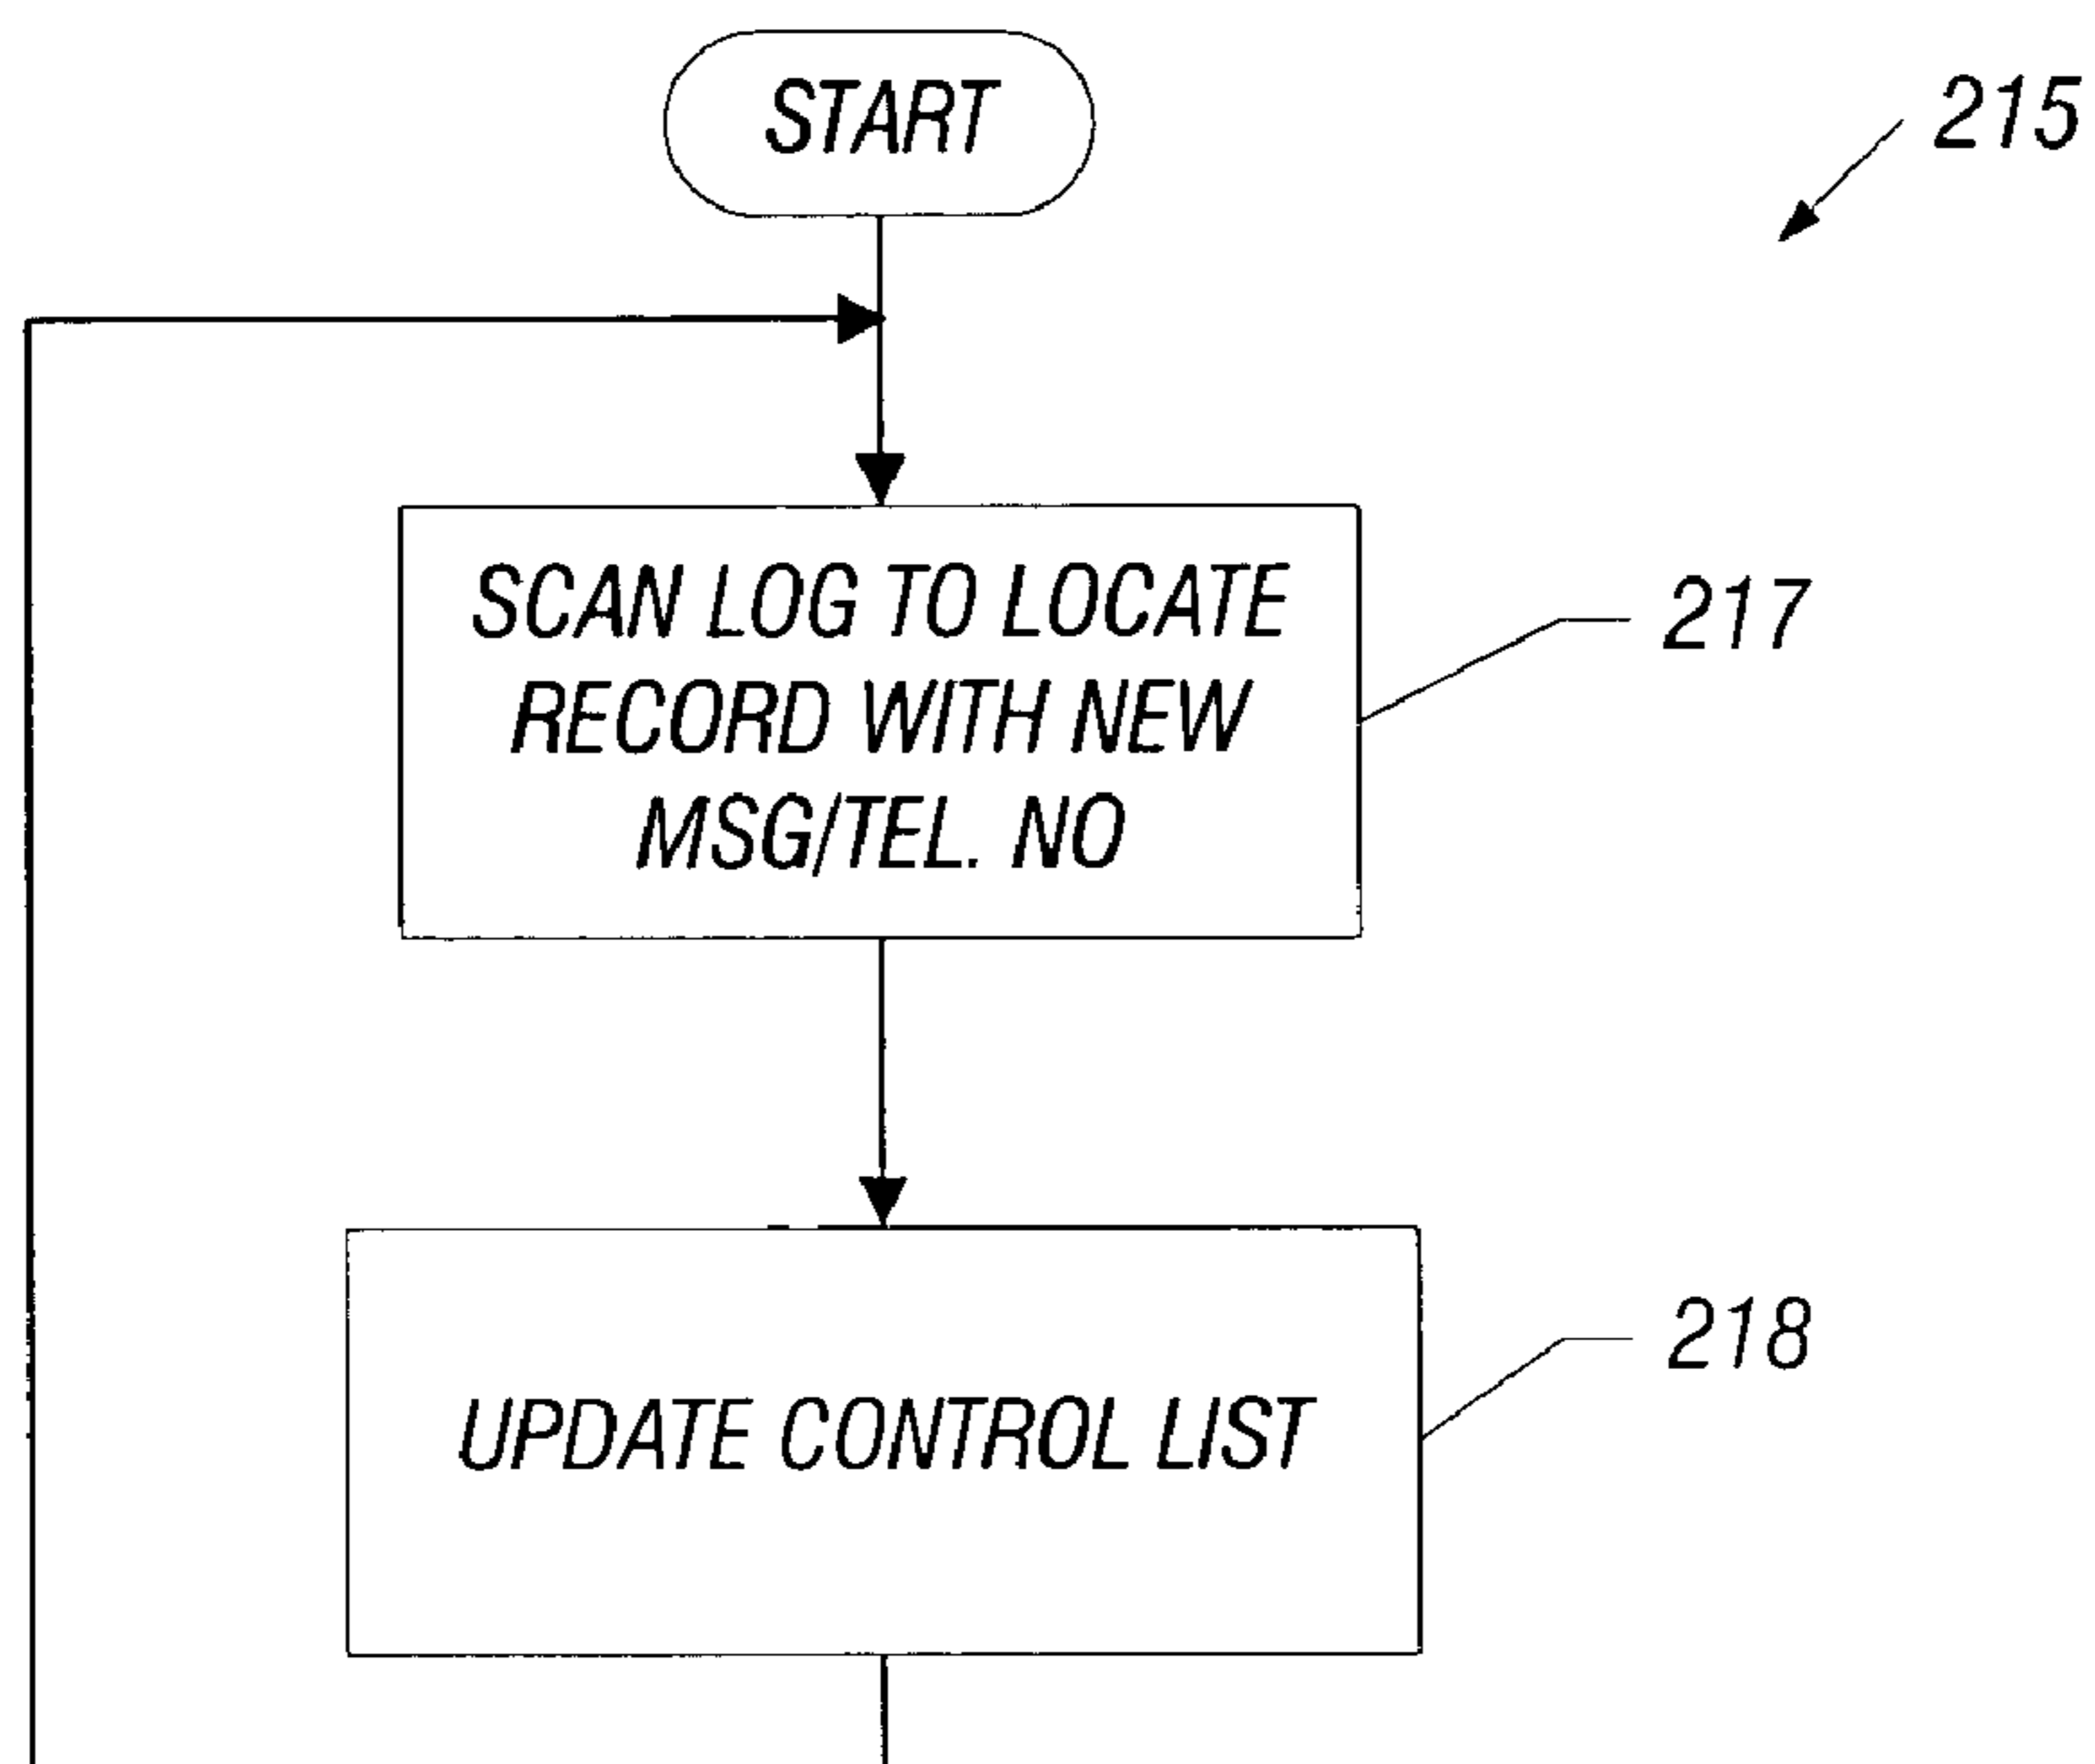 START
215
SCAN LOG TO LOCATE
RECORD WITH NEW
MSG/TEL. NO
217
UPDATE CONTROL LIST
218